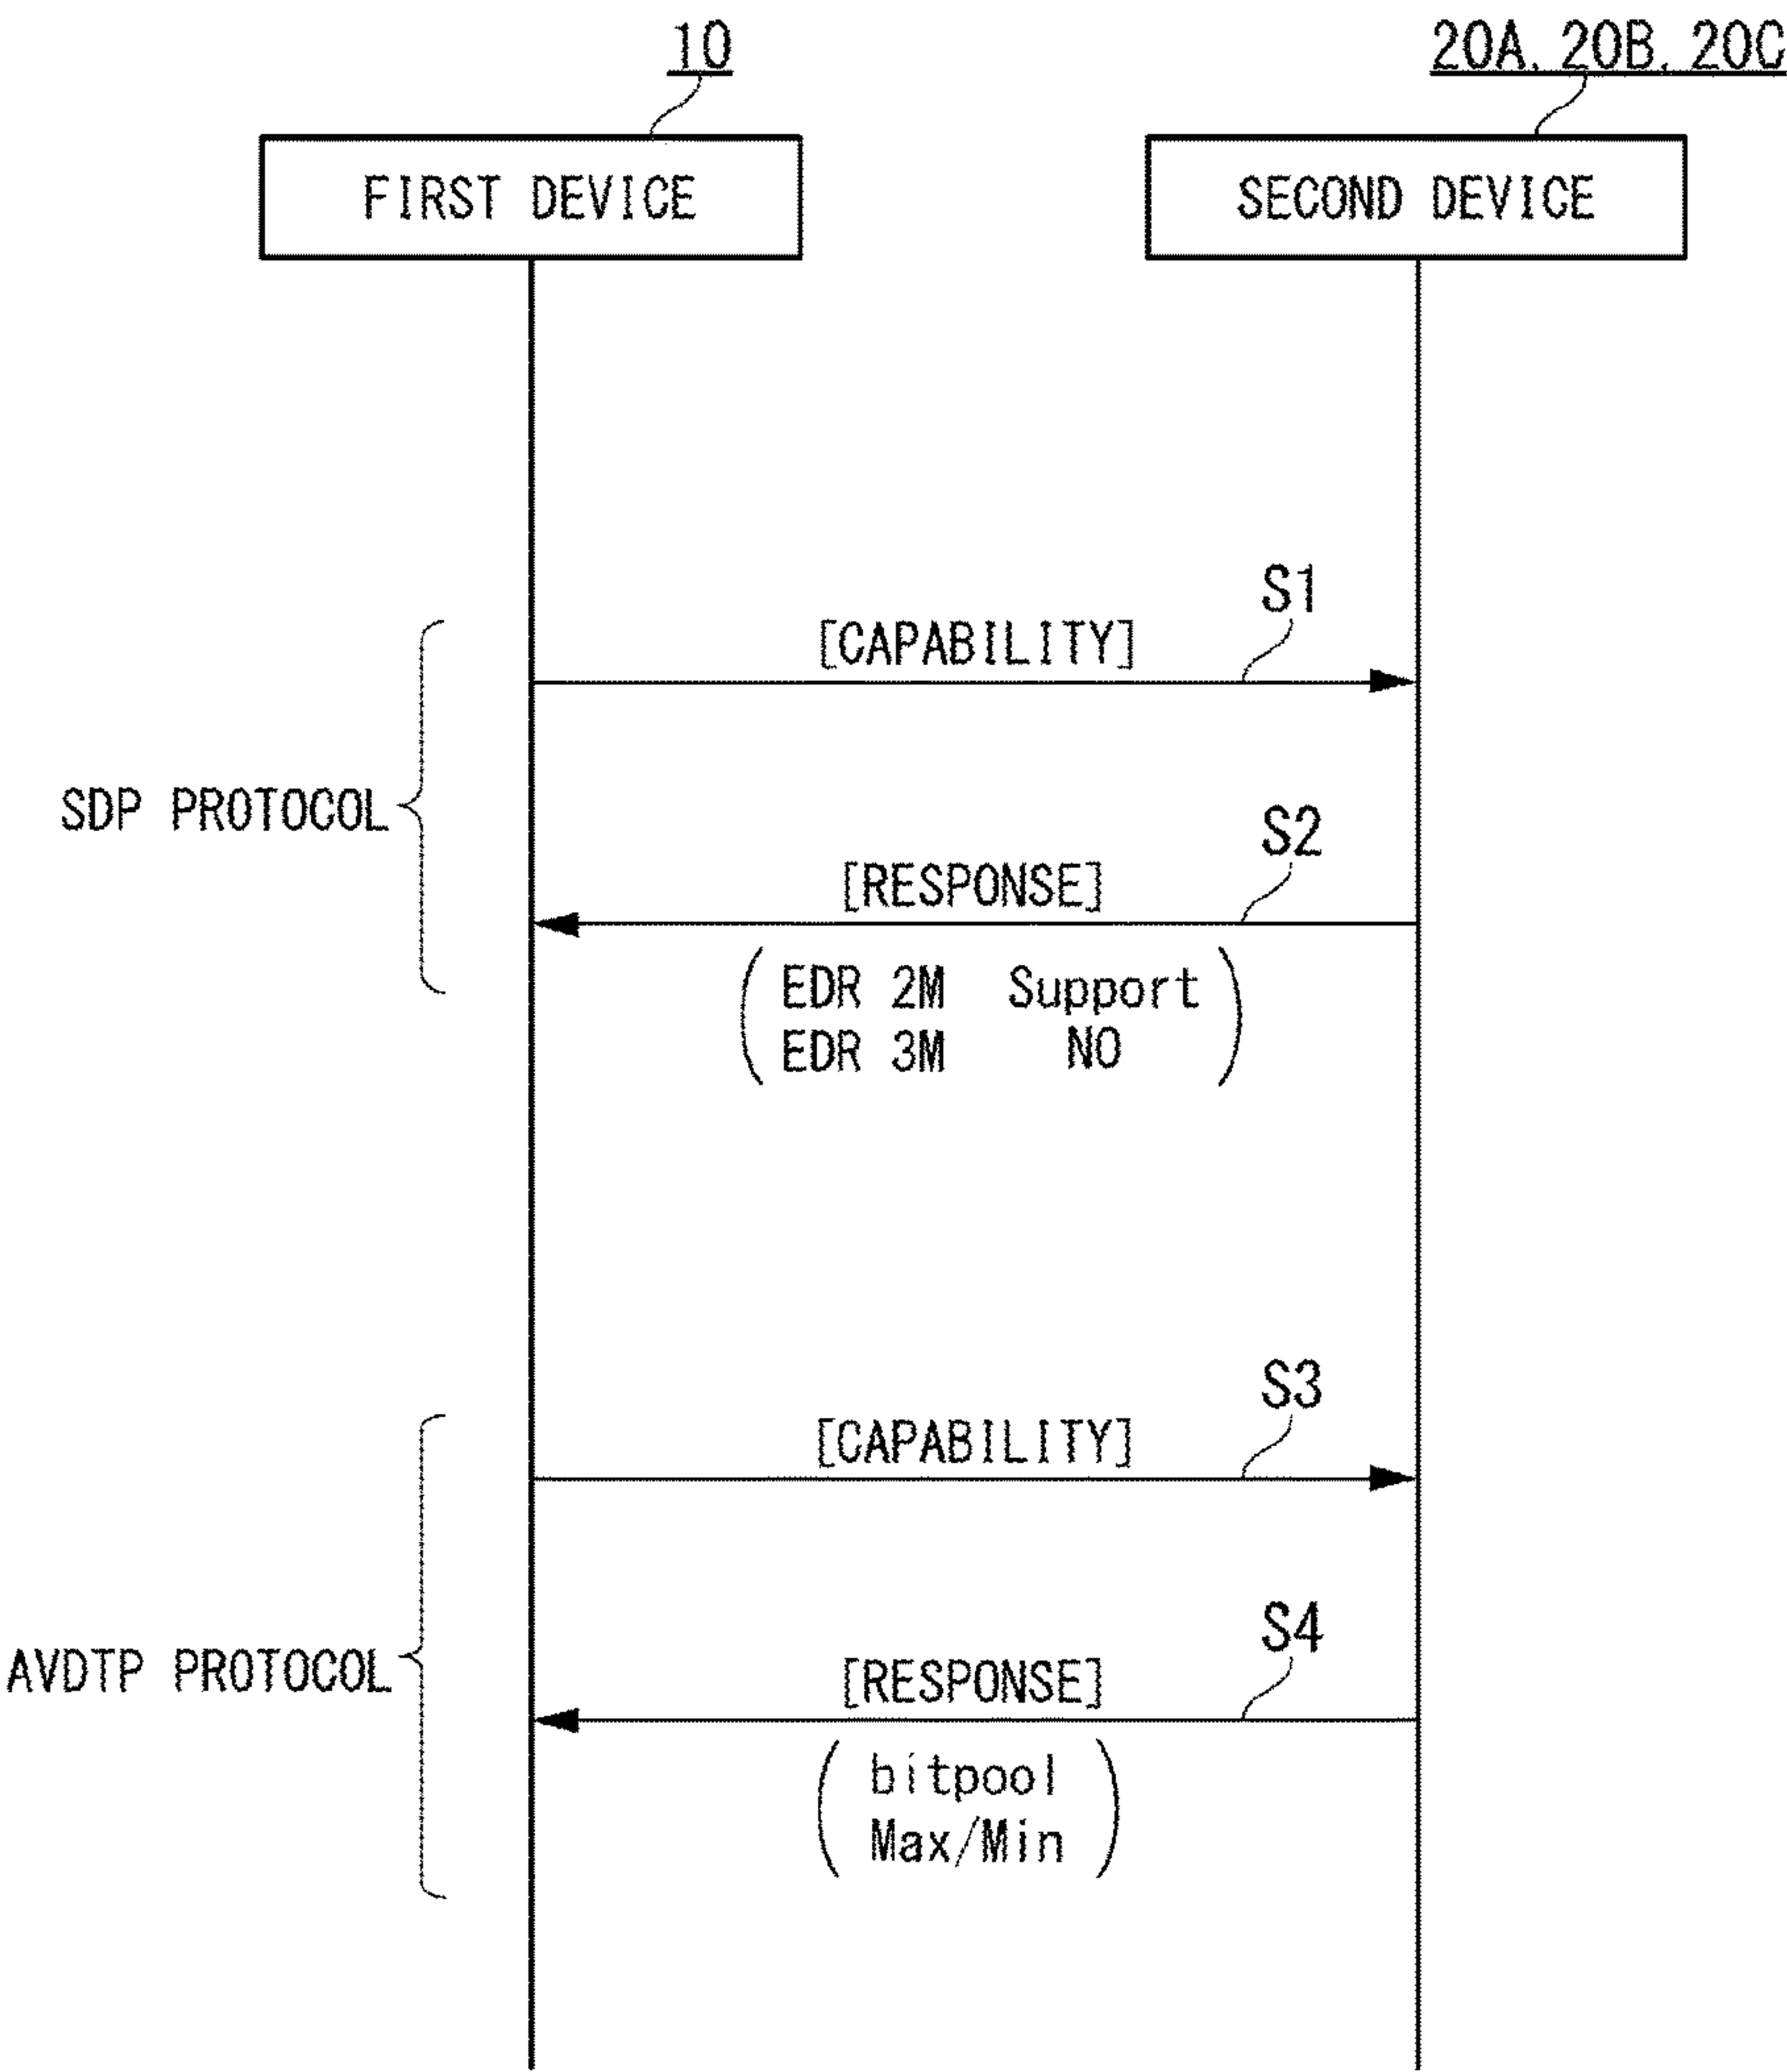 10
20A, 20B, 20C
FIRST DEVICE
SECOND DEVICE
S1
[CAPABILITY]
SDP PROTOCOL
S2
[RESPONSE]
EDR 2M Support
EDR 3M NO
S3
[CAPABILITY]
AVDTP PROTOCOL
S4
[RESPONSE]
bitpool
Max/Min